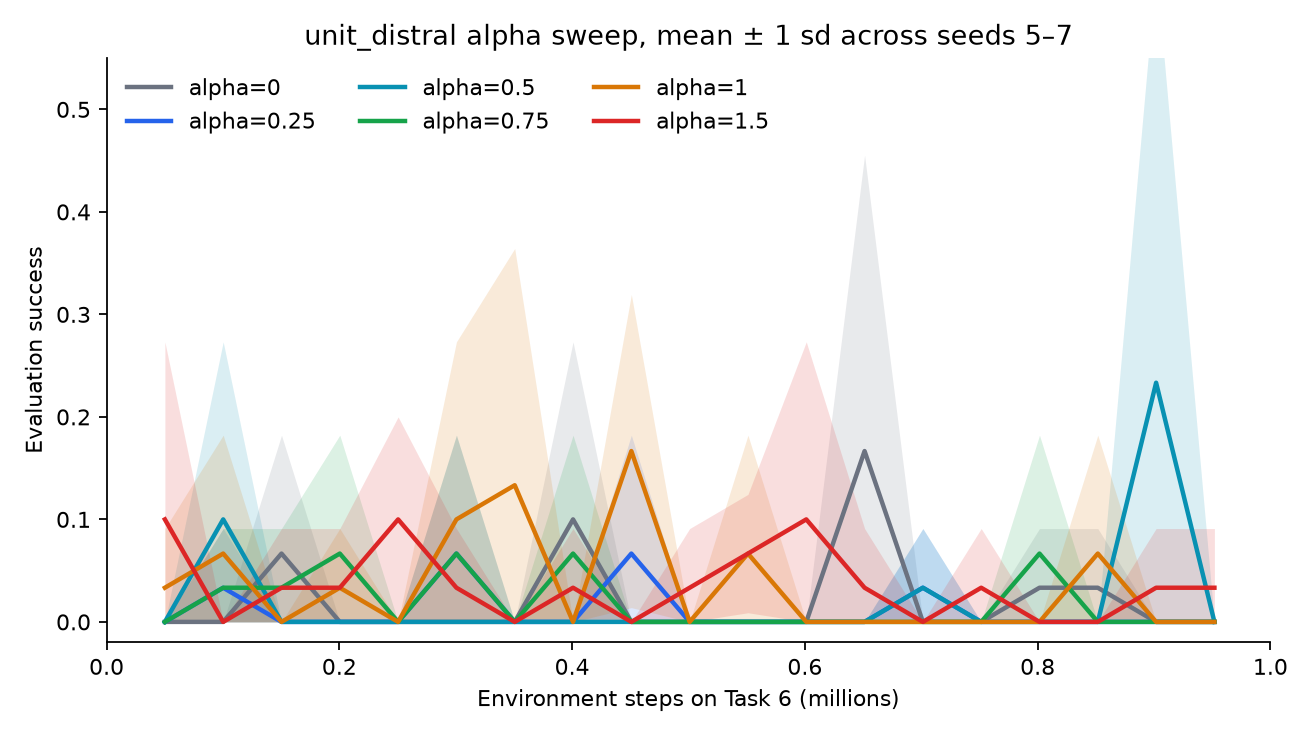 unit_distral alpha sweep, mean ± 1 sd across seeds 5–7
alpha=0
alpha=0.25
alpha=0.5
alpha=0.75
alpha=1
alpha=1.5
Evaluation success
0.5
0.4
0.3
0.2
0.1
0.0
0.0 0.2 0.4 0.6 0.8 1.0
Environment steps on Task 6 (millions)